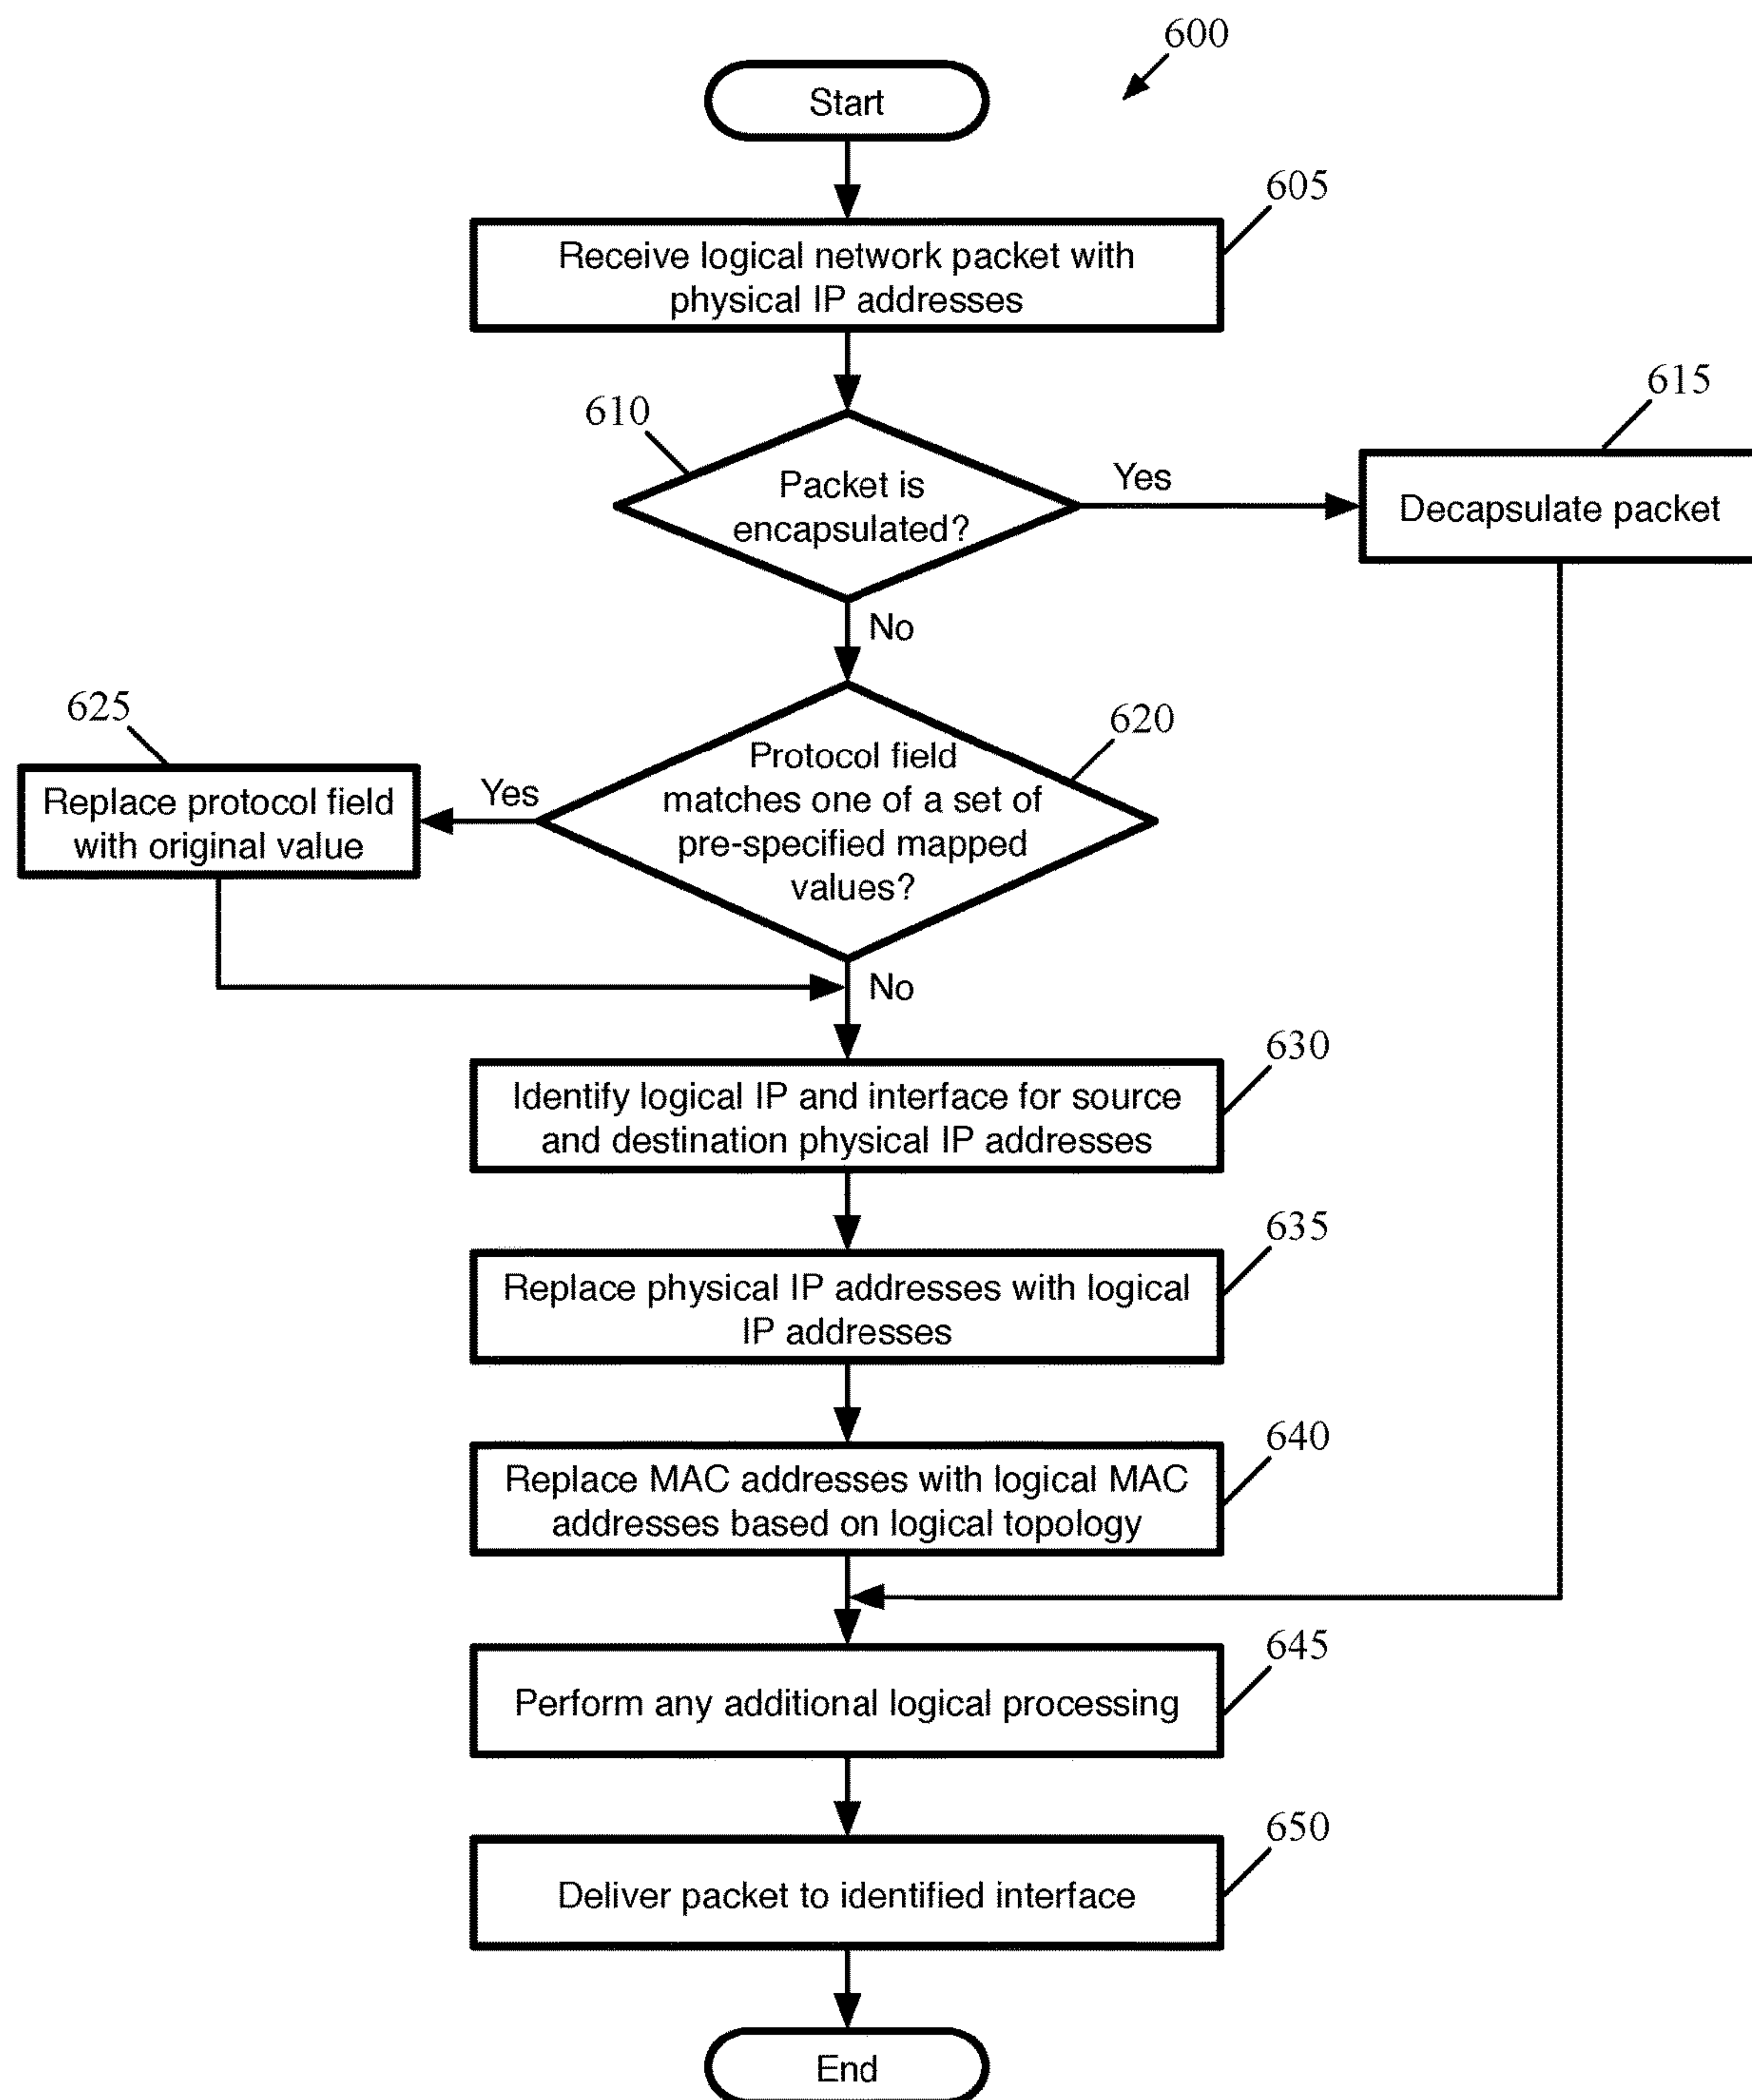 600
Start
605
Receive logical network packet with
physical IP addresses
610
Packet is
encapsulated?
Yes
615
Decapsulate packet
No
620
Protocol field
matches one of a set of
pre-specified mapped
values?
Yes
625
Replace protocol field
with original value
No
630
Identify logical IP and interface for source
and destination physical IP addresses
635
Replace physical IP addresses with logical
IP addresses
640
Replace MAC addresses with logical MAC
addresses based on logical topology
645
Perform any additional logical processing
650
Deliver packet to identified interface
End